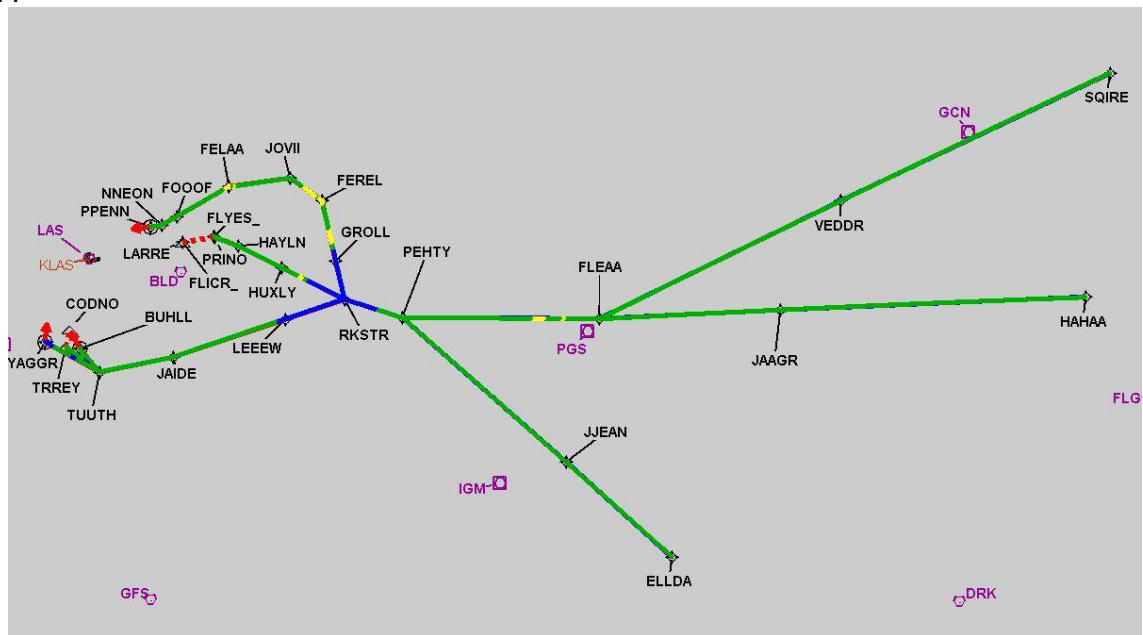 SQIRE
GCN
JOVII
FELAA
FEREL
FOOOF
NNEON
PPENN
VEDDR
FLYES_
GROLL
LAS
HAYLN
PEHTY
LARRE
PRINO
KLAS
FLEAA
BLD
FLICR_
HUXLY
HAHAA
CODNO
BUHLL
RKSTR
LEEEW
PGS
JAAGR
YAGGR
JAIDE
TRREY
FLG
TUUTH
JJEAN
IGM
ELLDA
GFS
DRK